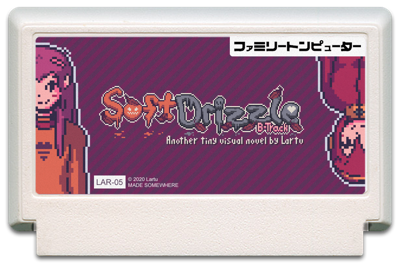 ファミリートンピューター
Soft Drizzle
B:Track
Another tiny visual novel by Lartu
LAR-05
© 2020 Lartu
MADE SOMEWHERE